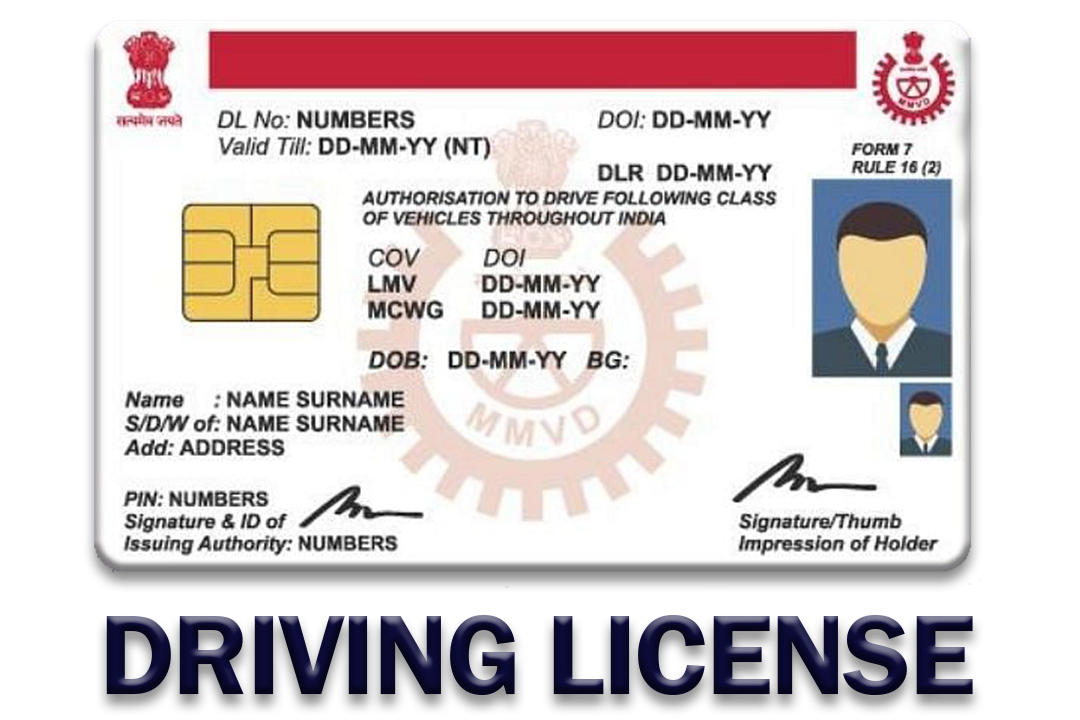 सत्यमेव जयते
MMVD
DL No: NUMBERS
DOI: DD-MM-YY
Valid Till: DD-MM-YY (NT)
DLR DD-MM-YY
FORM 7
RULE 16 (2)
AUTHORISATION TO DRIVE FOLLOWING CLASS
OF VEHICLES THROUGHOUT INDIA
COV DOI
LMV DD-MM-YY
MCWG DD-MM-YY
DOB: DD-MM-YY BG:
MMVD
Name : NAME SURNAME
S/D/W of: NAME SURNAME
Add: ADDRESS
PIN: NUMBERS
Signature & ID of
Issuing Authority: NUMBERS
Signature/Thumb
Impression of Holder
DRIVING LICENSE